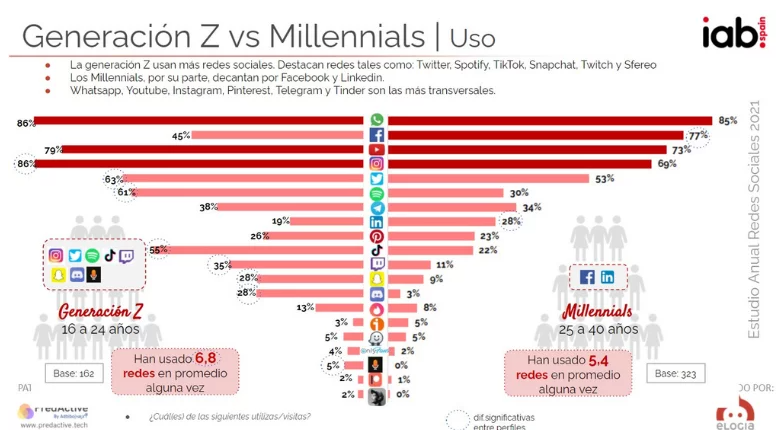 Generación Z vs Millennials | Uso
iab.
spain
La generación Z usan más redes sociales. Destacan redes tales como: Twitter, Spotify, TikTok, Snapchat, Twitch y Sfereo
Los Millennials, por su parte, decantan por Facebook y Linkedin.
Whatsapp, Youtube, Instagram, Pinterest, Telegram y Tinder son las más transversales.
86% 85%
45% 77%
79% 73%
86% 69%
63% 53%
61% 30%
38% 34%
19% 28%
26% 23%
55% 22%
35% 11%
28% 9%
28% 3%
13% 8%
3% 5%
5% 5%
4% 2%
5% 0%
2% 1%
2% 0%
Generación Z
16 a 24 años
Base: 162
Han usado 6,8
redes en promedio
alguna vez
Millennials
25 a 40 años
Han usado 5,4
redes en promedio
alguna vez
Base: 323
Estudio Anual Redes Sociales 2021
PredActive
www.predactive.tech
¿Cuál(es) de las siguientes utilizas/visitas?
dif.significativas
entre perfiles
DO POR:
elogia